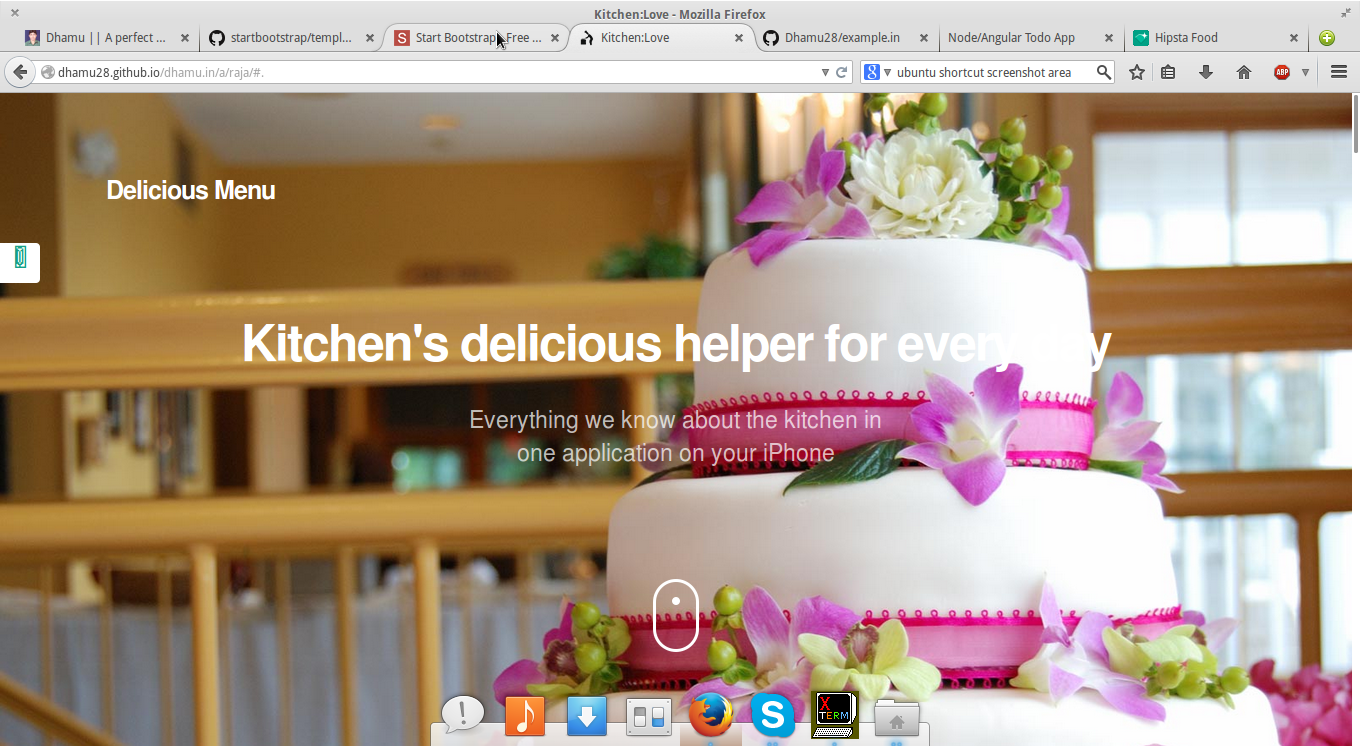 Kitchen:Love - Mozilla Firefox
Dhamu || A perfect ...
startbootstrap/templ...
Start Bootstrap Free ...
Kitchen:Love
Dhamu28/example.in
Node/Angular Todo App
Hipsta Food
dhamu28.github.io/dhamu.in/a/raja/#.
ubuntu shortcut screenshot area
ABP
Delicious Menu
Kitchen's delicious helper for every day
Everything we know about the kitchen in
one application on your iPhone
X
TERM